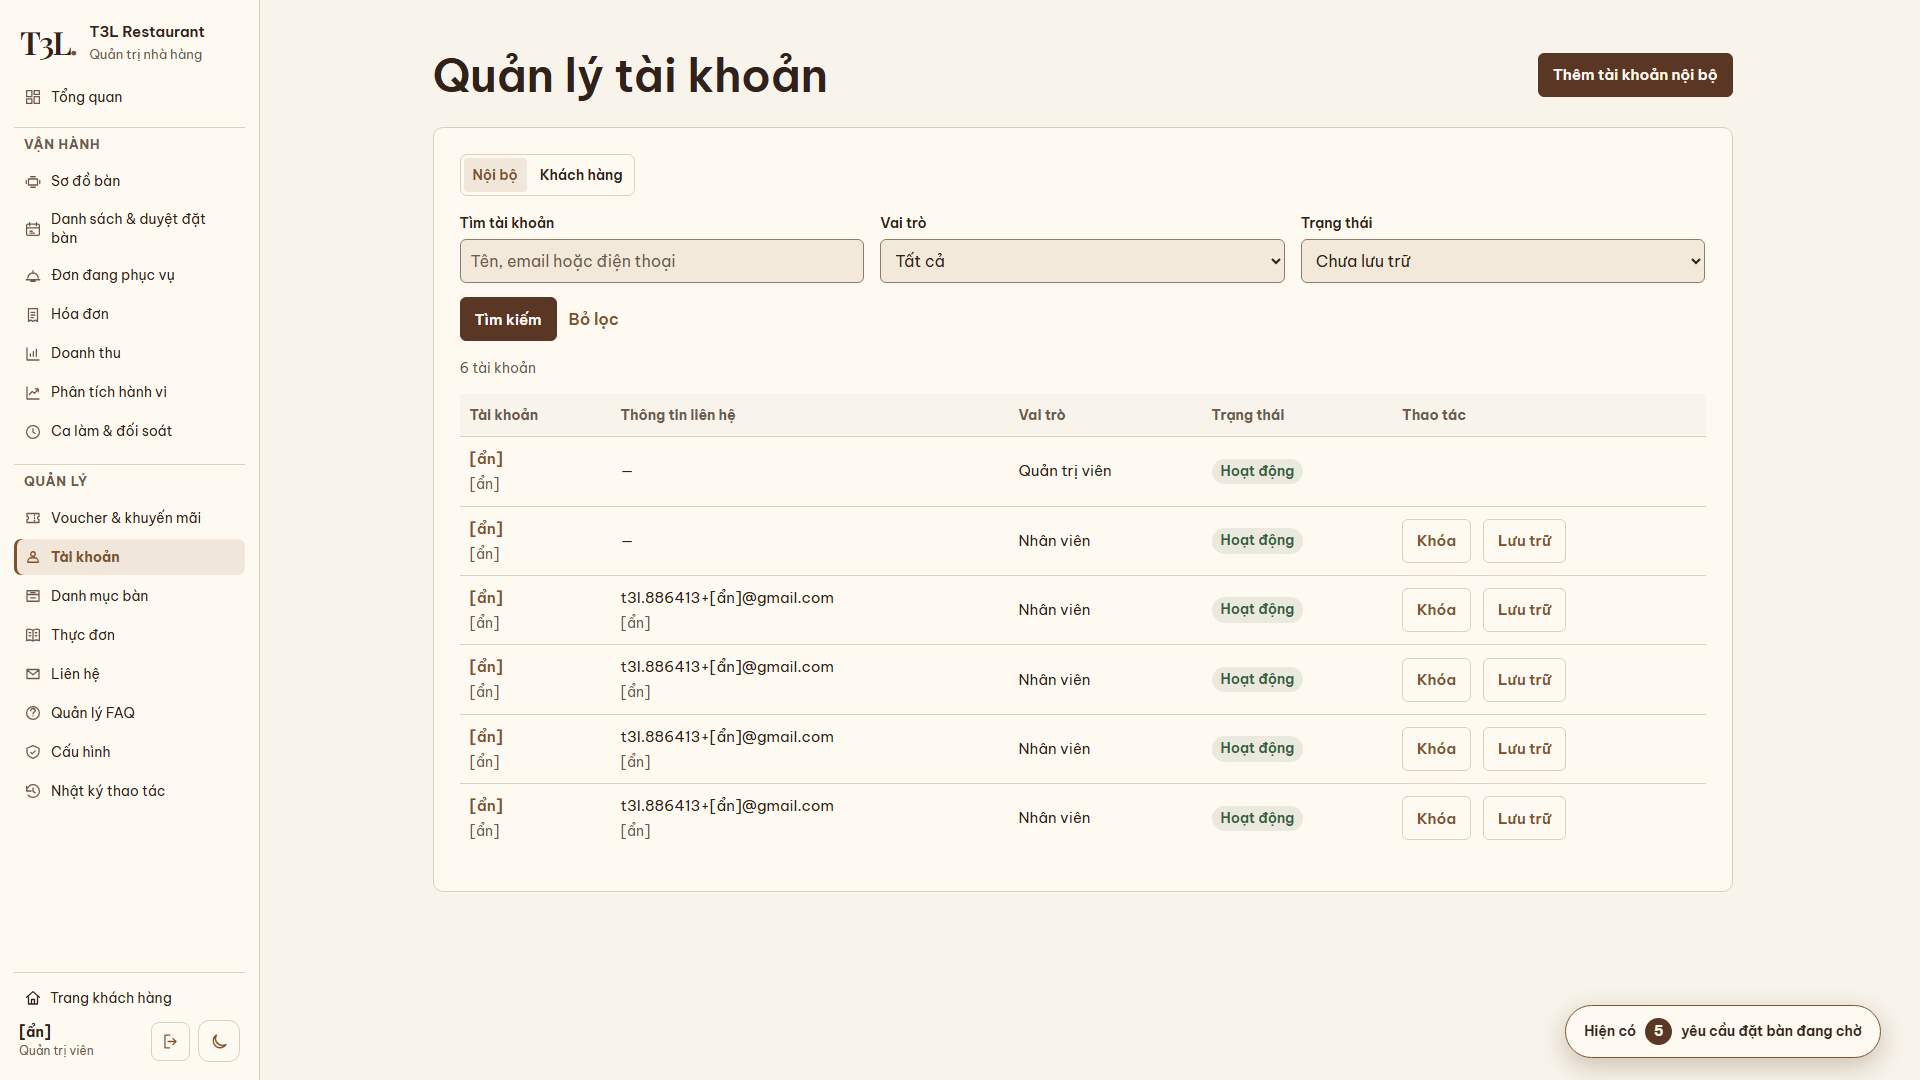 T3L.
T3L Restaurant
Quản trị nhà hàng
Tổng quan
VẬN HÀNH
Sơ đồ bàn
Danh sách & duyệt đặt
bàn
Đơn đang phục vụ
Hóa đơn
Doanh thu
Phân tích hành vi
Ca làm & đối soát
QUẢN LÝ
Voucher & khuyến mãi
Tài khoản
Danh mục bàn
Thực đơn
Liên hệ
Quản lý FAQ
Cấu hình
Nhật ký thao tác
Trang khách hàng
[ẩn]
Quản trị viên
Quản lý tài khoản
Thêm tài khoản nội bộ
Nội bộ Khách hàng
Tìm tài khoản Vai trò Trạng thái
Tên, email hoặc điện thoại Tất cả Chưa lưu trữ
Tìm kiếm Bỏ lọc
6 tài khoản
Tài khoản Thông tin liên hệ Vai trò Trạng thái Thao tác
[ẩn]
[ẩn] — Quản trị viên Hoạt động
[ẩn]
[ẩn] — Nhân viên Hoạt động Khóa Lưu trữ
[ẩn] t3l.886413+[ẩn]@gmail.com Nhân viên Hoạt động Khóa Lưu trữ
[ẩn] [ẩn]
[ẩn] t3l.886413+[ẩn]@gmail.com Nhân viên Hoạt động Khóa Lưu trữ
[ẩn] [ẩn]
[ẩn] t3l.886413+[ẩn]@gmail.com Nhân viên Hoạt động Khóa Lưu trữ
[ẩn] [ẩn]
[ẩn] t3l.886413+[ẩn]@gmail.com Nhân viên Hoạt động Khóa Lưu trữ
[ẩn] [ẩn]
Hiện có 5 yêu cầu đặt bàn đang chờ